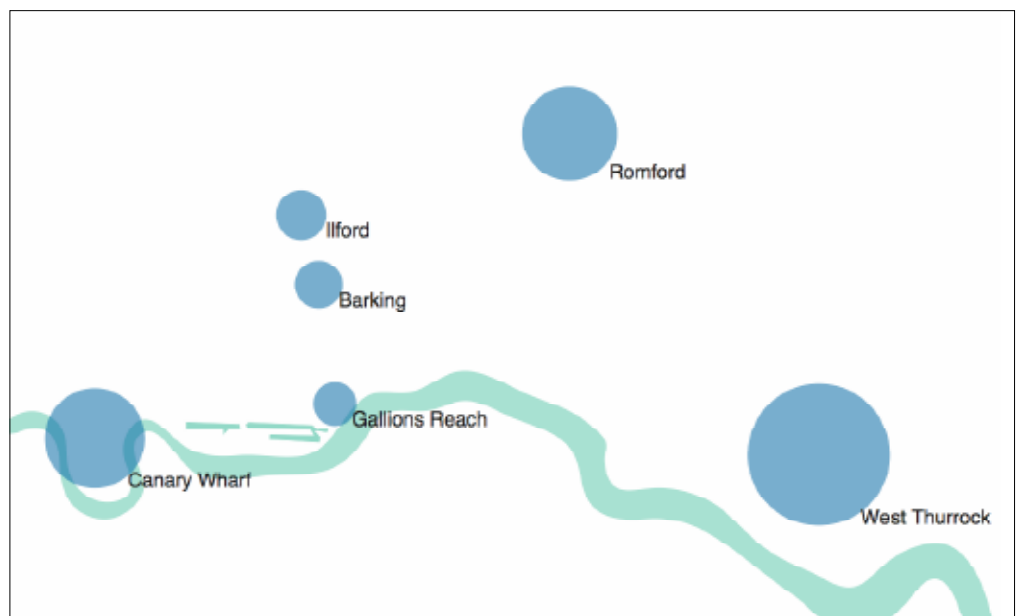 Romford
Ilford
Barking
Gallions Reach
Canary Wharf
West Thurrock